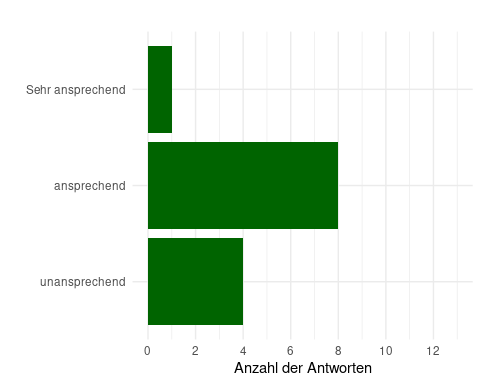 Sehr ansprechend
ansprechend
unansprechend
0 2 4 6 8 10 12
Anzahl der Antworten